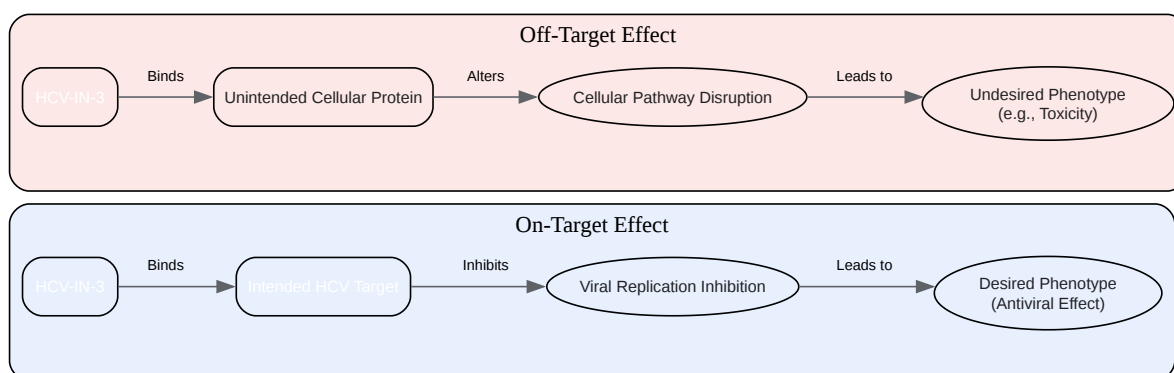 Off-Target Effect
HCV-IN-3
Binds
Unintended Cellular Protein
Alters
Cellular Pathway Disruption
Leads to
Undesired Phenotype
(e.g., Toxicity)
On-Target Effect
HCV-IN-3
Binds
Intended HCV Target
Inhibits
Viral Replication Inhibition
Leads to
Desired Phenotype
(Antiviral Effect)